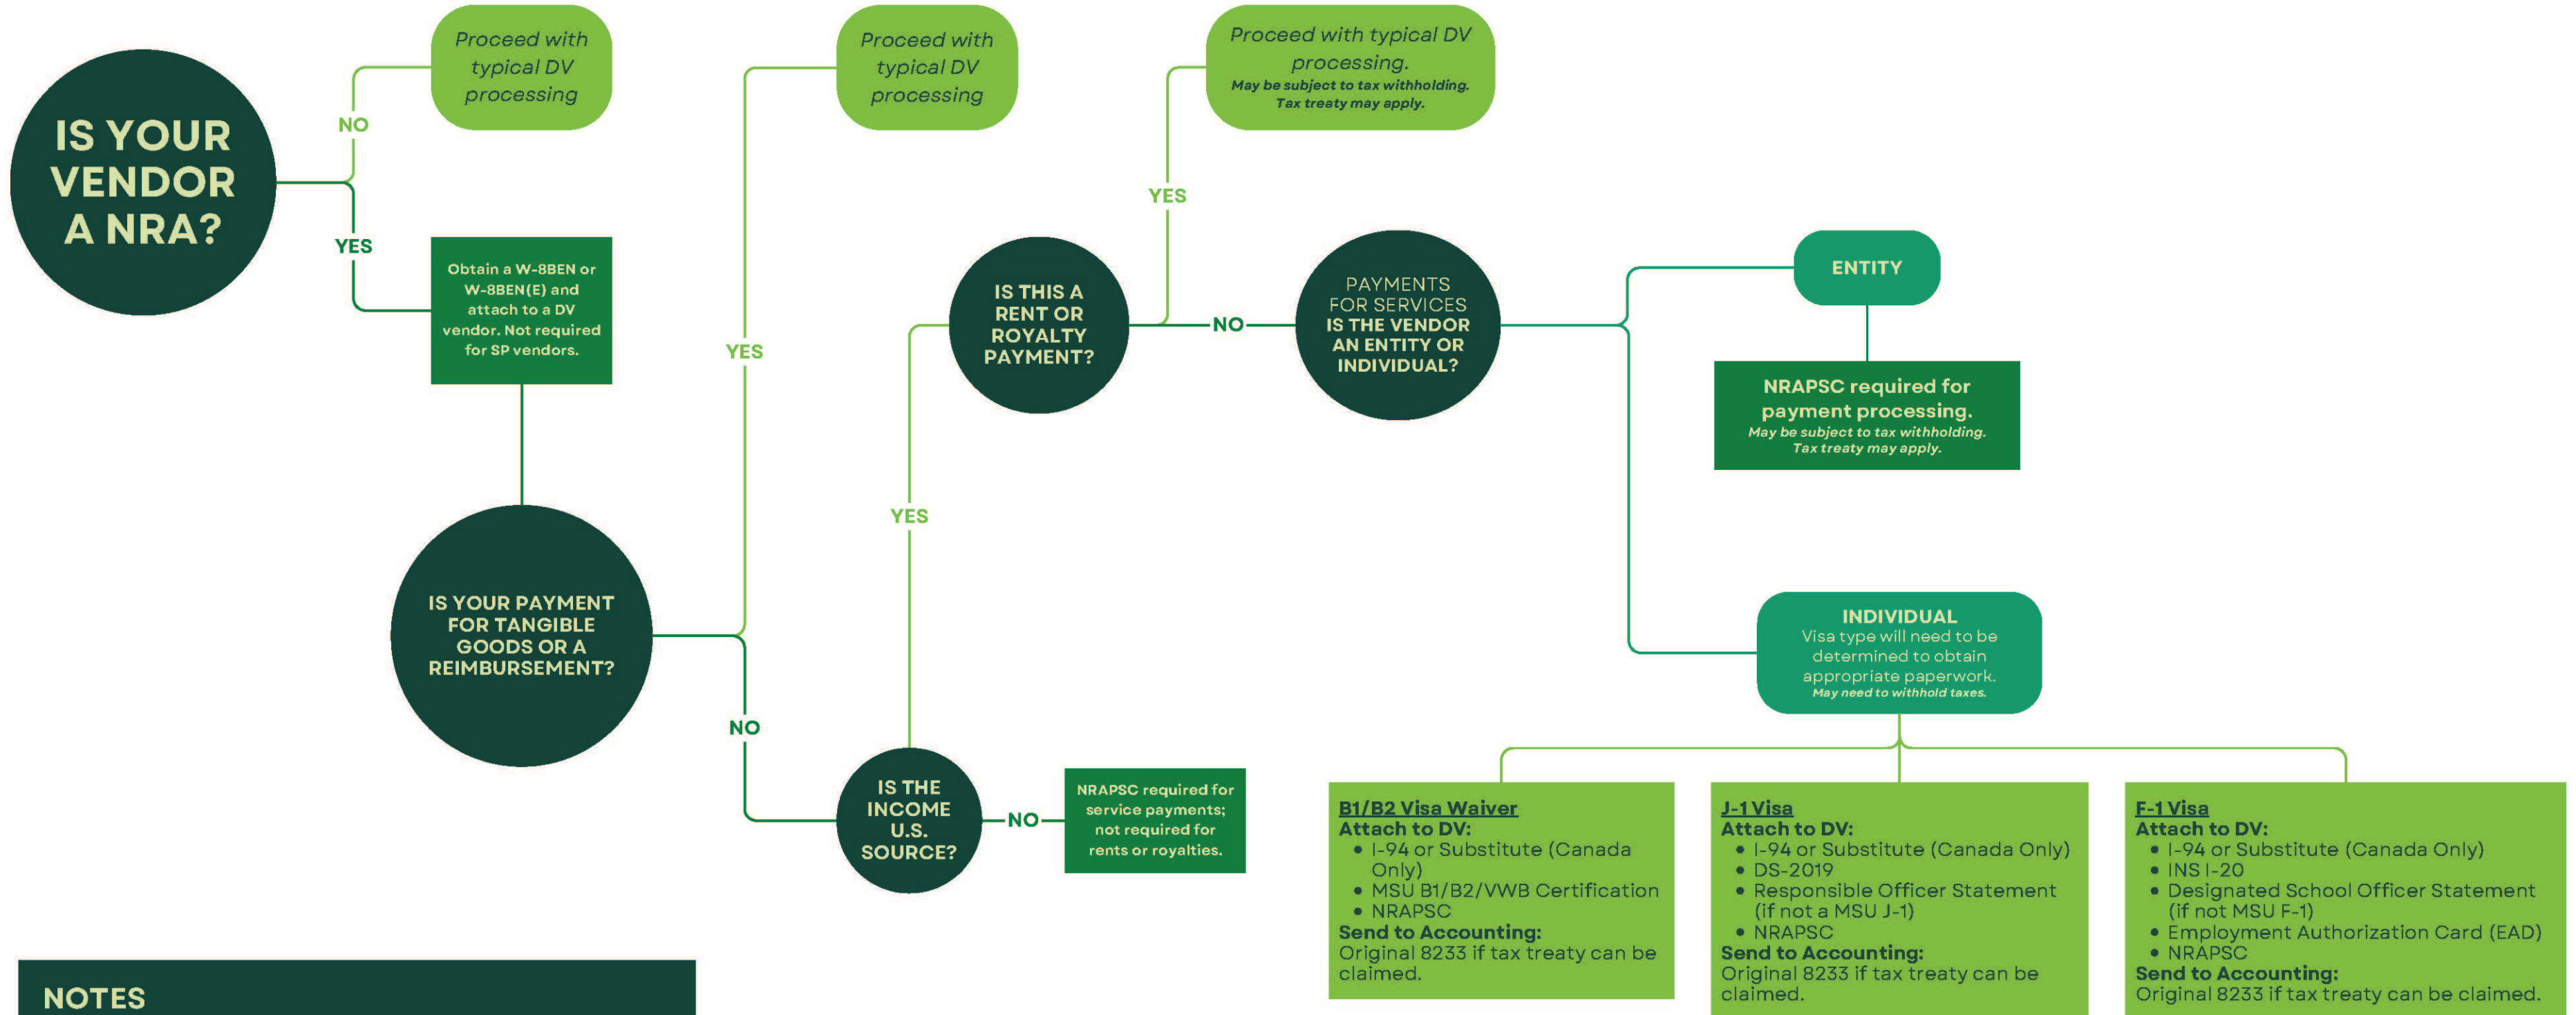 IS YOUR
VENDOR
A NRA?
NO
Proceed with
typical DV
processing
YES
Obtain a W-8BEN or
W-8BEN(E) and
attach to a DV
vendor. Not required
for SP vendors.
IS YOUR PAYMENT
FOR TANGIBLE
GOODS OR A
REIMBURSEMENT?
YES
Proceed with
typical DV
processing
NO
IS THE
INCOME
U.S.
SOURCE?
NO
NRAPSC required for
service payments;
not required for
rents or royalties.
YES
IS THIS A
RENT OR
ROYALTY
PAYMENT?
YES
Proceed with typical DV
processing.
May be subject to tax withholding.
Tax treaty may apply.
NO
PAYMENTS
FOR SERVICES
IS THE VENDOR
AN ENTITY OR
INDIVIDUAL?
ENTITY
NRAPSC required for
payment processing.
May be subject to tax withholding.
Tax treaty may apply.
INDIVIDUAL
Visa type will need to be
determined to obtain
appropriate paperwork.
May need to withhold taxes.
B1/B2 Visa Waiver
Attach to DV:
• I-94 or Substitute (Canada
Only)
• MSU B1/B2/VWB Certification
• NRAPSC
Send to Accounting:
Original 8233 if tax treaty can be
claimed.
J-1 Visa
Attach to DV:
• I-94 or Substitute (Canada Only)
• DS-2019
• Responsible Officer Statement
(if not a MSU J-1)
• NRAPSC
Send to Accounting:
Original 8233 if tax treaty can be
claimed.
F-1 Visa
Attach to DV:
• I-94 or Substitute (Canada Only)
• INS I-20
• Designated School Officer Statement
(if not MSU F-1)
• Employment Authorization Card (EAD)
• NRAPSC
Send to Accounting:
Original 8233 if tax treaty can be claimed.
NOTES